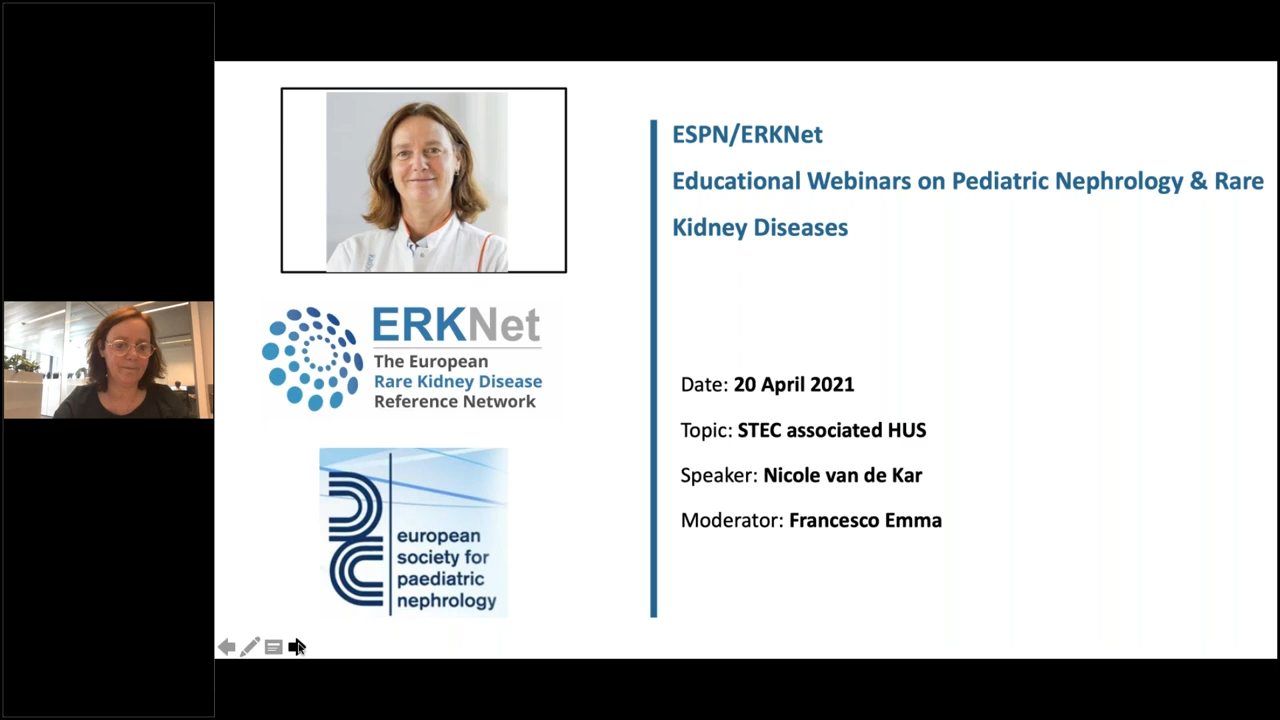 ESPN/ERKNet
Educational Webinars on Pediatric Nephrology & Rare
Kidney Diseases
ERKNet
The European
Rare Kidney Disease
Reference Network
Date: 20 April 2021
Topic: STEC associated HUS
Speaker: Nicole van de Kar
Moderator: Francesco Emma
european
society for
paediatric
nephrology